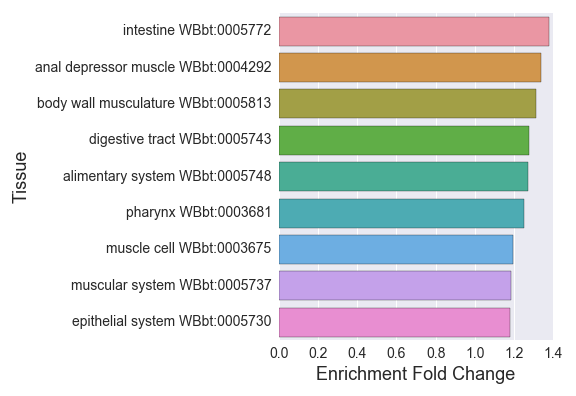 intestine WBbt:0005772
anal depressor muscle WBbt:0004292
body wall musculature WBbt:0005813
digestive tract WBbt:0005743
alimentary system WBbt:0005748
pharynx WBbt:0003681
muscle cell WBbt:0003675
muscular system WBbt:0005737
epithelial system WBbt:0005730
Tissue
0.0 0.2 0.4 0.6 0.8 1.0 1.2 1.4
Enrichment Fold Change